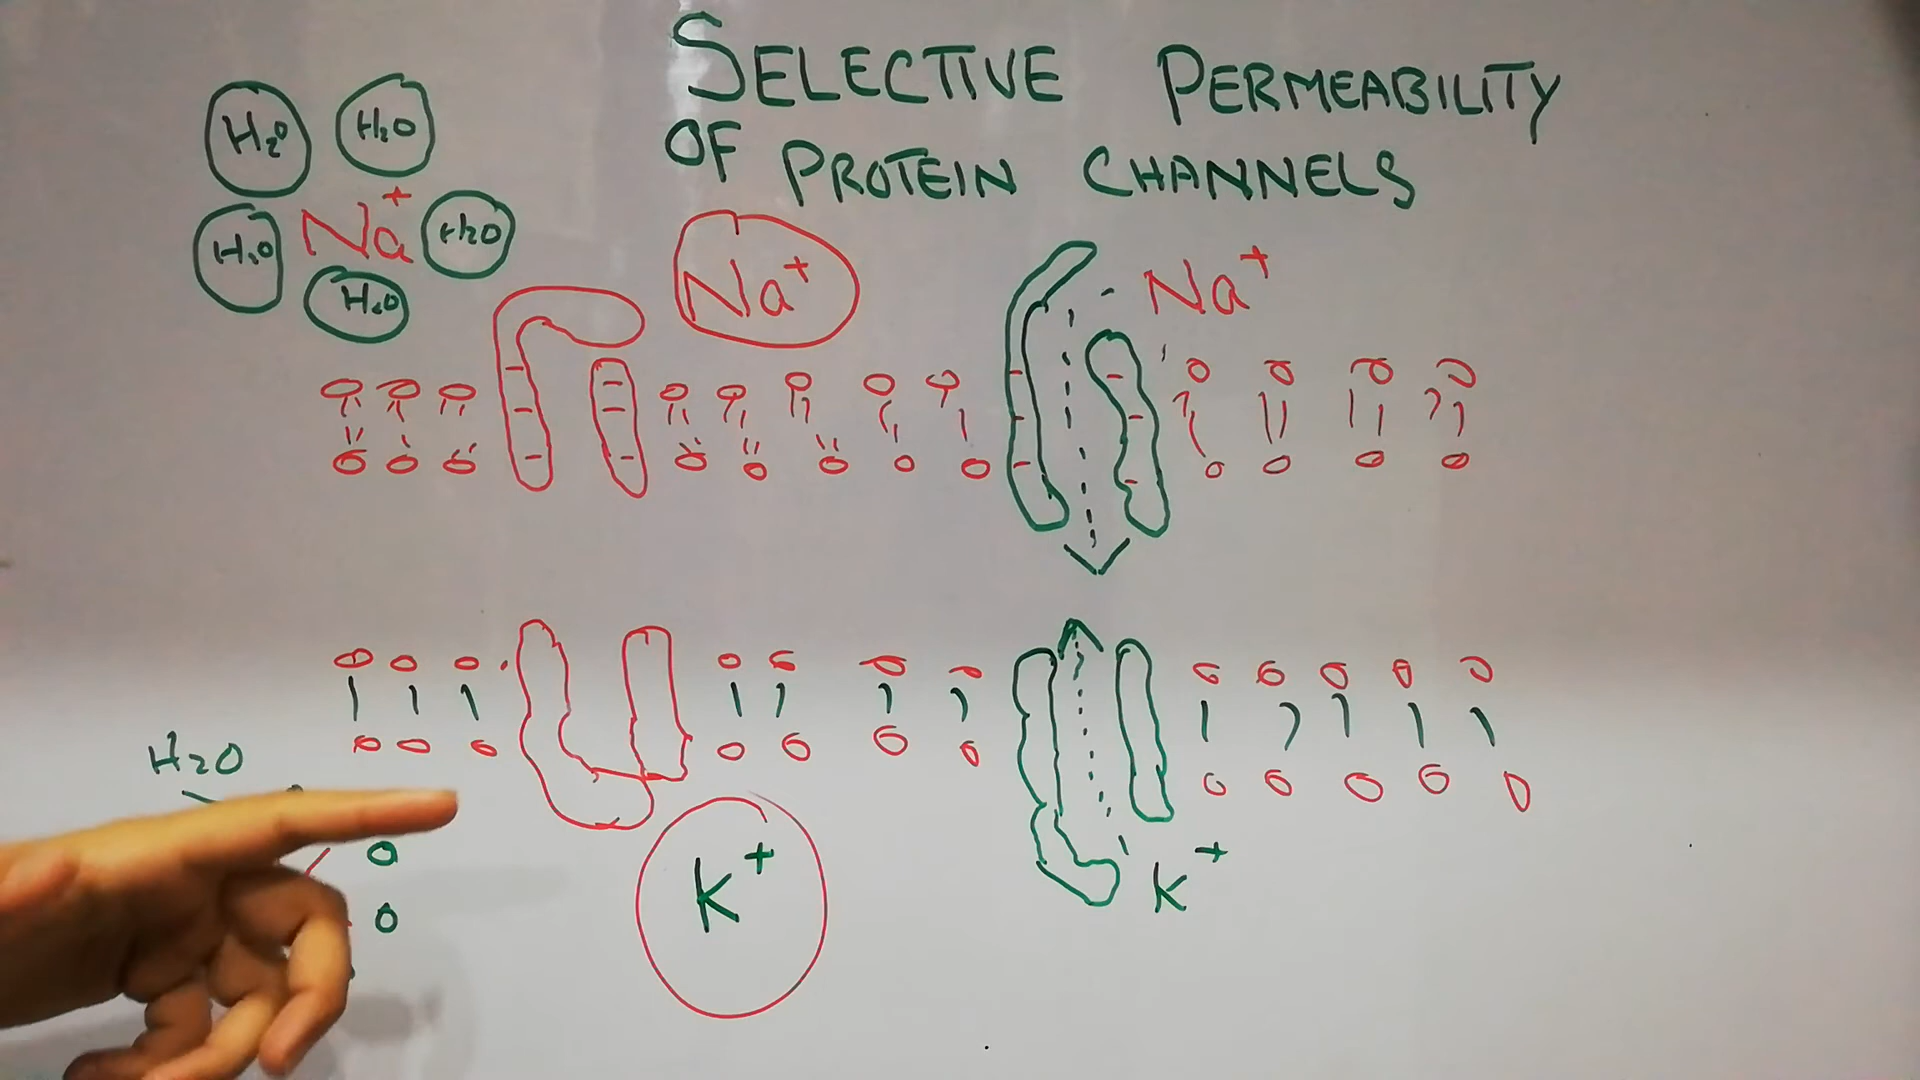 SELECTIVE PERMEABILITY
OF PROTEIN CHANNELS
H₂O H₂O
H₂O Na⁺ H2O
H₂O
Na⁺
Na⁺
H₂O
K⁺
K⁺